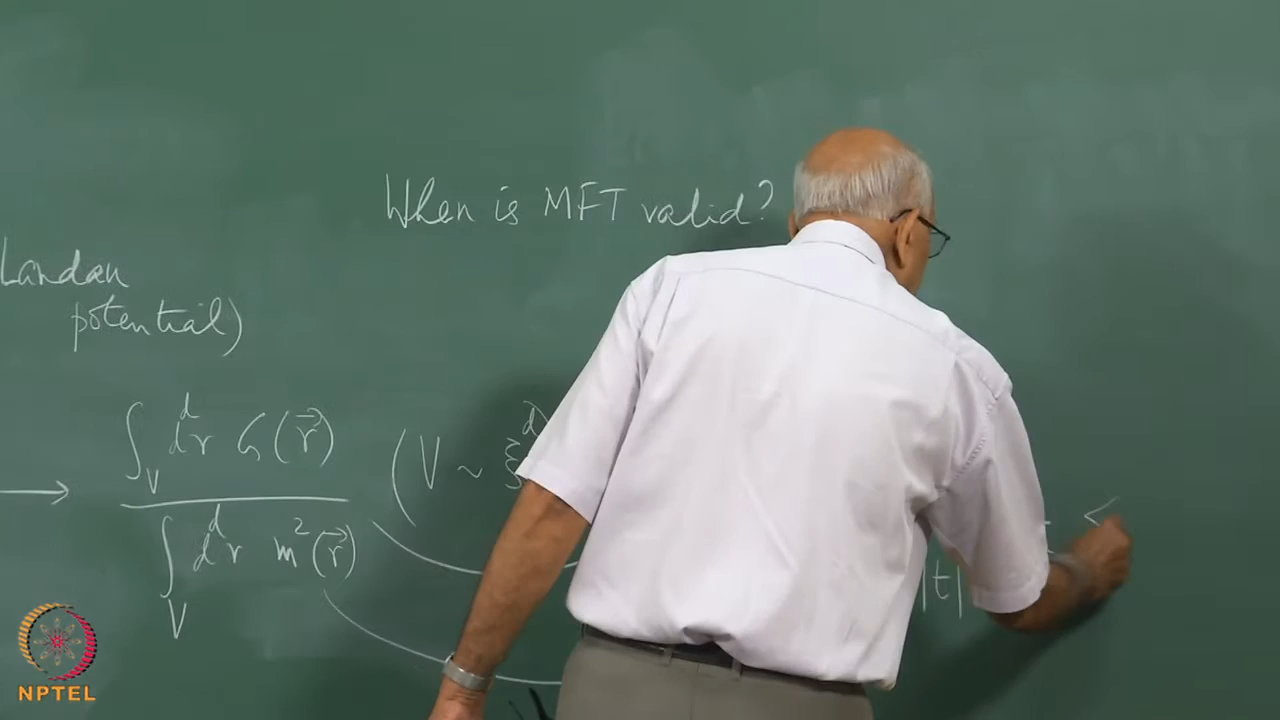 When is MFT valid?
Landau
potential)
∫_V d^d r G(r⃗)
(V ~ ξ^d
∫_V d^d r m²(r⃗)
|t|
<
NPTEL